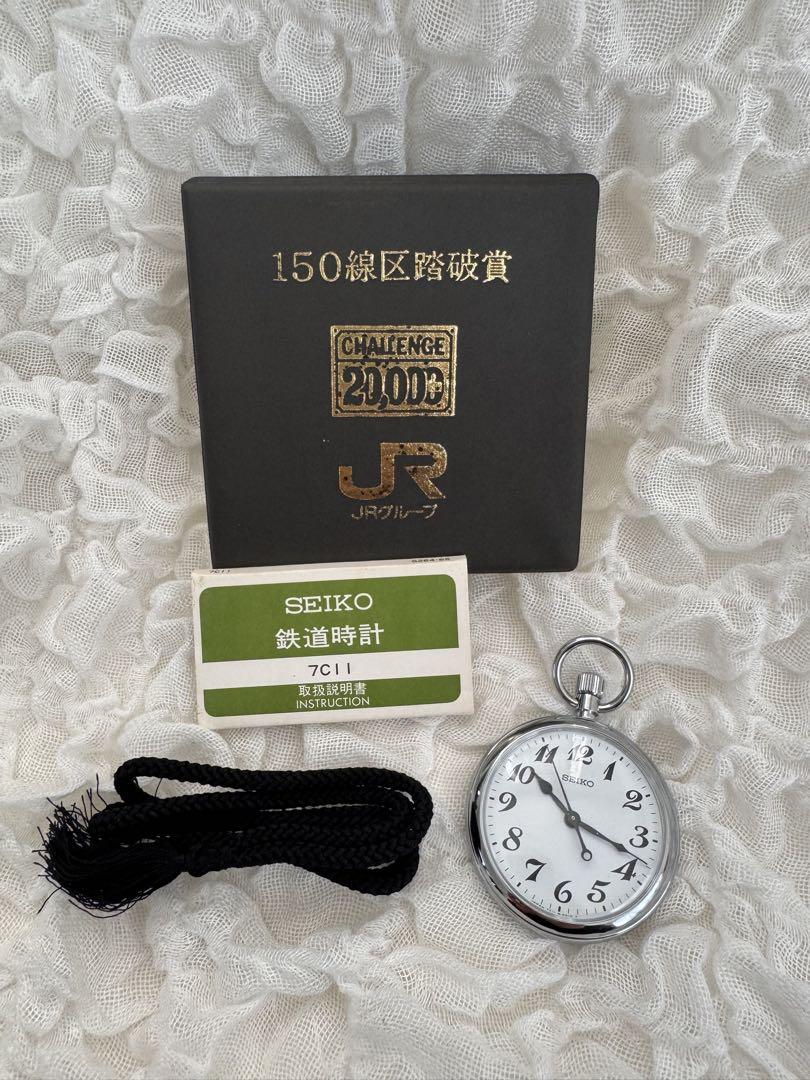 150線区踏破賞
CHALLENGE
20,000
JR
JRグループ
7C11
SEIKO
鉄道時計
7C11
取扱説明書
INSTRUCTION
SEIKO
12
1
2
3
4
5
6
7
8
9
10
11